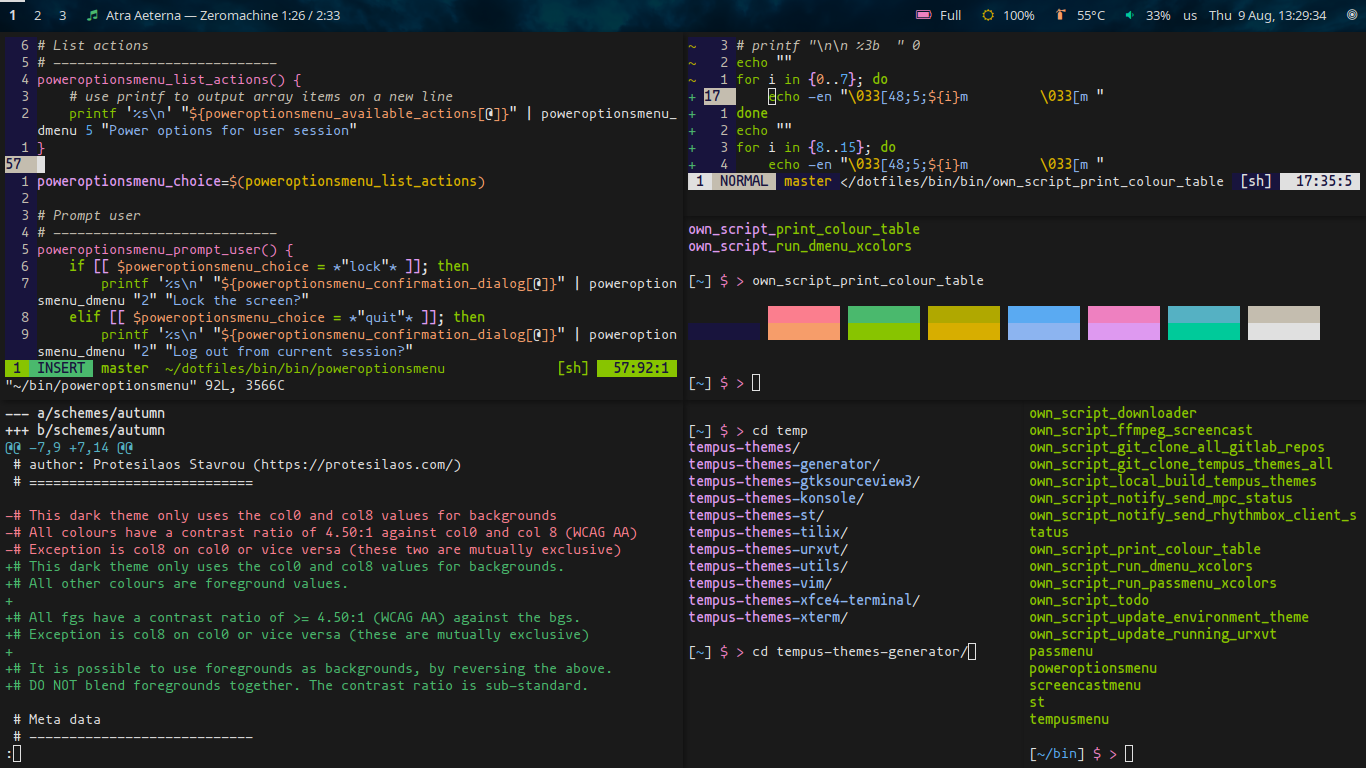 1 2 3 Atra Aeterna — Zeromachine 1:26 / 2:33 Full 100% 55°C 33% us Thu 9 Aug, 13:29:34
6 # List actions
5 # ----------------------------
4 poweroptionsmenu_list_actions() {
3     # use printf to output array items on a new line
2     printf '%s\n' "${poweroptionsmenu_available_actions[@]}" | poweroptionsmenu_
dmenu 5 "Power options for user session"
1 }
57
1 poweroptionsmenu_choice=$(poweroptionsmenu_list_actions)
2
3 # Prompt user
4 # ----------------------------
5 poweroptionsmenu_prompt_user() {
6     if [[ $poweroptionsmenu_choice = *"lock"* ]]; then
7         printf '%s\n' "${poweroptionsmenu_confirmation_dialog[@]}" | poweroption
smenu_dmenu "2" "Lock the screen?"
8     elif [[ $poweroptionsmenu_choice = *"quit"* ]]; then
9         printf '%s\n' "${poweroptionsmenu_confirmation_dialog[@]}" | poweroption
smenu_dmenu "2" "Log out from current session?"
1 INSERT master ~/dotfiles/bin/bin/poweroptionsmenu [sh] 57:92:1
"~/bin/poweroptionsmenu" 92L, 3566C
~ 3 # printf "\n\n %3b  " 0
~ 2 echo ""
~ 1 for i in {0..7}; do
+ 17     echo -en "\033[48;5;${i}m         \033[m "
+ 1 done
+ 2 echo ""
+ 3 for i in {8..15}; do
+ 4     echo -en "\033[48;5;${i}m         \033[m "
1 NORMAL master </dotfiles/bin/bin/own_script_print_colour_table [sh] 17:35:5
own_script_print_colour_table
own_script_run_dmenu_xcolors
[~] $ > own_script_print_colour_table
[~] $ >
--- a/schemes/autumn
+++ b/schemes/autumn
@@ -7,9 +7,14 @@
 # author: Protesilaos Stavrou (https://protesilaos.com/)
 # ============================
-# This dark theme only uses the col0 and col8 values for backgrounds
-# All colours have a contrast ratio of 4.50:1 against col0 and col 8 (WCAG AA)
-# Exception is col8 on col0 or vice versa (these two are mutually exclusive)
+# This dark theme only uses the col0 and col8 values for backgrounds.
+# All other colours are foreground values.
+
+# All fgs have a contrast ratio of >= 4.50:1 (WCAG AA) against the bgs.
+# Exception is col8 on col0 or vice versa (these are mutually exclusive)
+
+# It is possible to use foregrounds as backgrounds, by reversing the above.
+# DO NOT blend foregrounds together. The contrast ratio is sub-standard.
 # Meta data
 # ----------------------------
:
[~] $ > cd temp
tempus-themes/
tempus-themes-generator/
tempus-themes-gtksourceview3/
tempus-themes-konsole/
tempus-themes-st/
tempus-themes-tilix/
tempus-themes-urxvt/
tempus-themes-utils/
tempus-themes-vim/
tempus-themes-xfce4-terminal/
tempus-themes-xterm/
[~] $ > cd tempus-themes-generator/
own_script_downloader
own_script_ffmpeg_screencast
own_script_git_clone_all_gitlab_repos
own_script_git_clone_tempus_themes_all
own_script_local_build_tempus_themes
own_script_notify_send_mpc_status
own_script_notify_send_rhythmbox_client_s
tatus
own_script_print_colour_table
own_script_run_dmenu_xcolors
own_script_run_passmenu_xcolors
own_script_todo
own_script_update_environment_theme
own_script_update_running_urxvt
passmenu
poweroptionsmenu
screencastmenu
st
tempusmenu
[~/bin] $ >